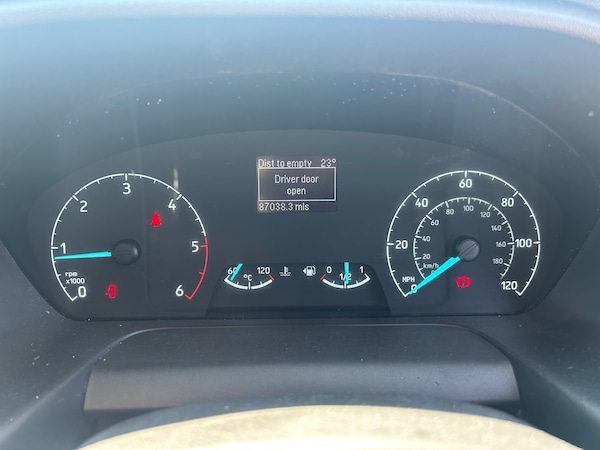 Dist to empty 23°
Driver door
open
87038.3 mls
0 1 2 3 4 5 6
rpm
x1000
60 120
°C
0 1/2 1
0 20 40 60 80 100 120
MPH
20 40 60 80 100 120 140 160 180
km/h